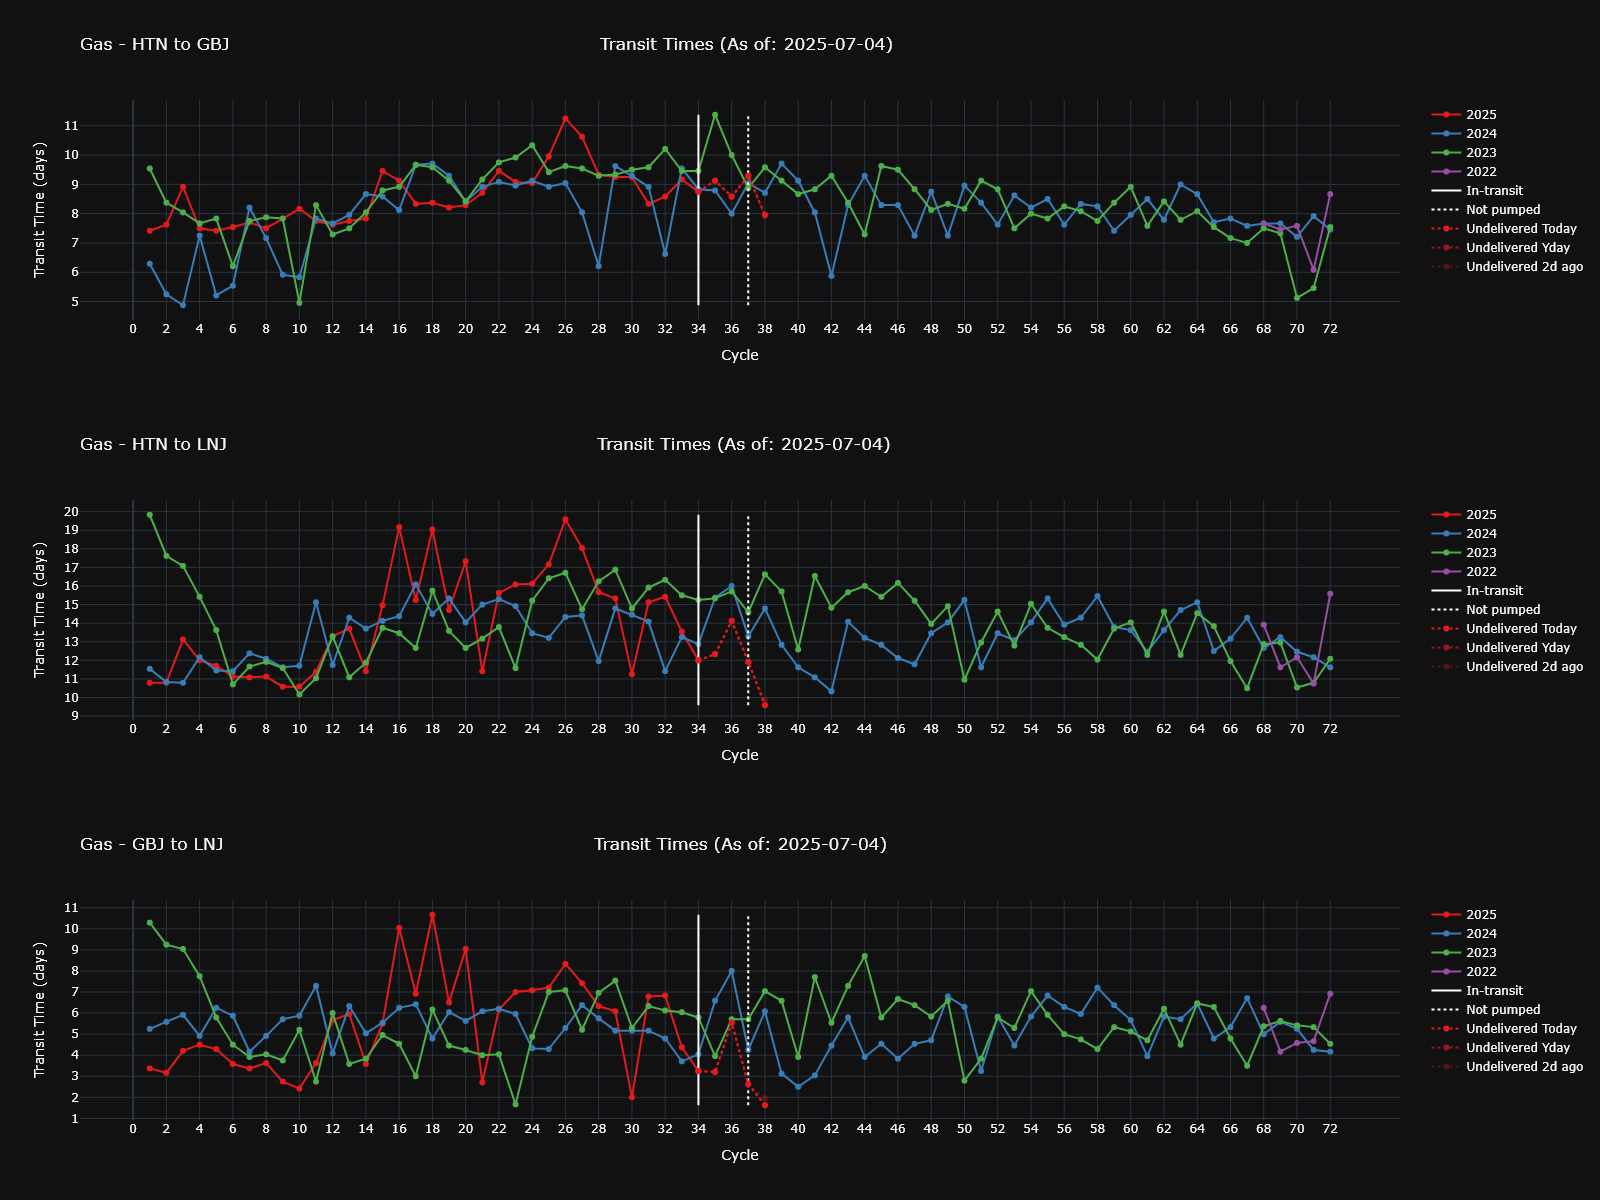 Gas - HTN to GBJ
Transit Times (As of: 2025-07-04)
Transit Time (days)
11
10
9
8
7
6
5
0 2 4 6 8 10 12 14 16 18 20 22 24 26 28 30 32 34 36 38 40 42 44 46 48 50 52 54 56 58 60 62 64 66 68 70 72
Cycle
2025
2024
2023
2022
In-transit
Not pumped
Undelivered Today
Undelivered Yday
Undelivered 2d ago
Gas - HTN to LNJ
Transit Times (As of: 2025-07-04)
Transit Time (days)
20
19
18
17
16
15
14
13
12
11
10
9
0 2 4 6 8 10 12 14 16 18 20 22 24 26 28 30 32 34 36 38 40 42 44 46 48 50 52 54 56 58 60 62 64 66 68 70 72
Cycle
2025
2024
2023
2022
In-transit
Not pumped
Undelivered Today
Undelivered Yday
Undelivered 2d ago
Gas - GBJ to LNJ
Transit Times (As of: 2025-07-04)
Transit Time (days)
11
10
9
8
7
6
5
4
3
2
1
0 2 4 6 8 10 12 14 16 18 20 22 24 26 28 30 32 34 36 38 40 42 44 46 48 50 52 54 56 58 60 62 64 66 68 70 72
Cycle
2025
2024
2023
2022
In-transit
Not pumped
Undelivered Today
Undelivered Yday
Undelivered 2d ago